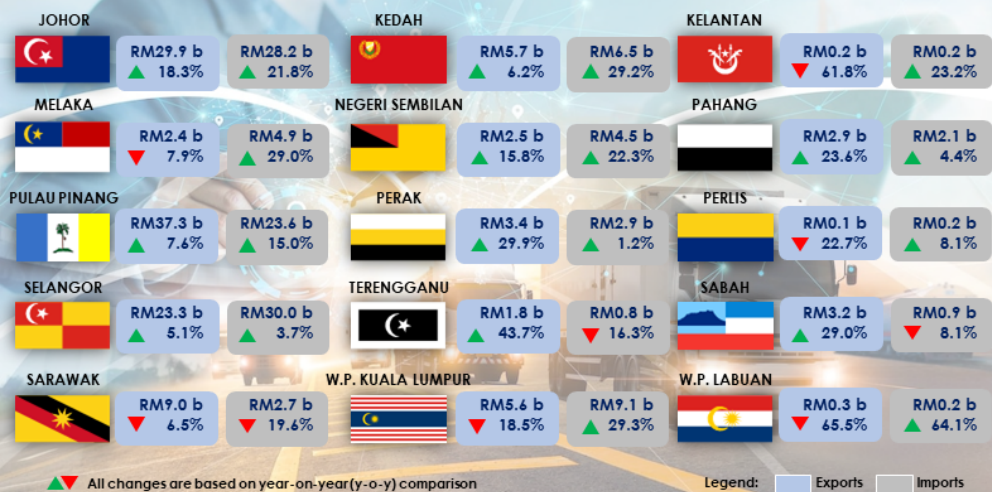 JOHOR
RM29.9 b
18.3%
RM28.2 b
21.8%
KEDAH
RM5.7 b
6.2%
RM6.5 b
29.2%
KELANTAN
RM0.2 b
61.8%
RM0.2 b
23.2%
MELAKA
RM2.4 b
7.9%
RM4.9 b
29.0%
NEGERI SEMBILAN
RM2.5 b
15.8%
RM4.5 b
22.3%
PAHANG
RM2.9 b
23.6%
RM2.1 b
4.4%
PULAU PINANG
RM37.3 b
7.6%
RM23.6 b
15.0%
PERAK
RM3.4 b
29.9%
RM2.9 b
1.2%
PERLIS
RM0.1 b
22.7%
RM0.2 b
8.1%
SELANGOR
RM23.3 b
5.1%
RM30.0 b
3.7%
TERENGGANU
RM1.8 b
43.7%
RM0.8 b
16.3%
SABAH
RM3.2 b
29.0%
RM0.9 b
8.1%
SARAWAK
RM9.0 b
6.5%
RM2.7 b
19.6%
W.P. KUALA LUMPUR
RM5.6 b
18.5%
RM9.1 b
29.3%
W.P. LABUAN
RM0.3 b
65.5%
RM0.2 b
64.1%
All changes are based on year-on-year(y-o-y) comparison
Legend: Exports Imports